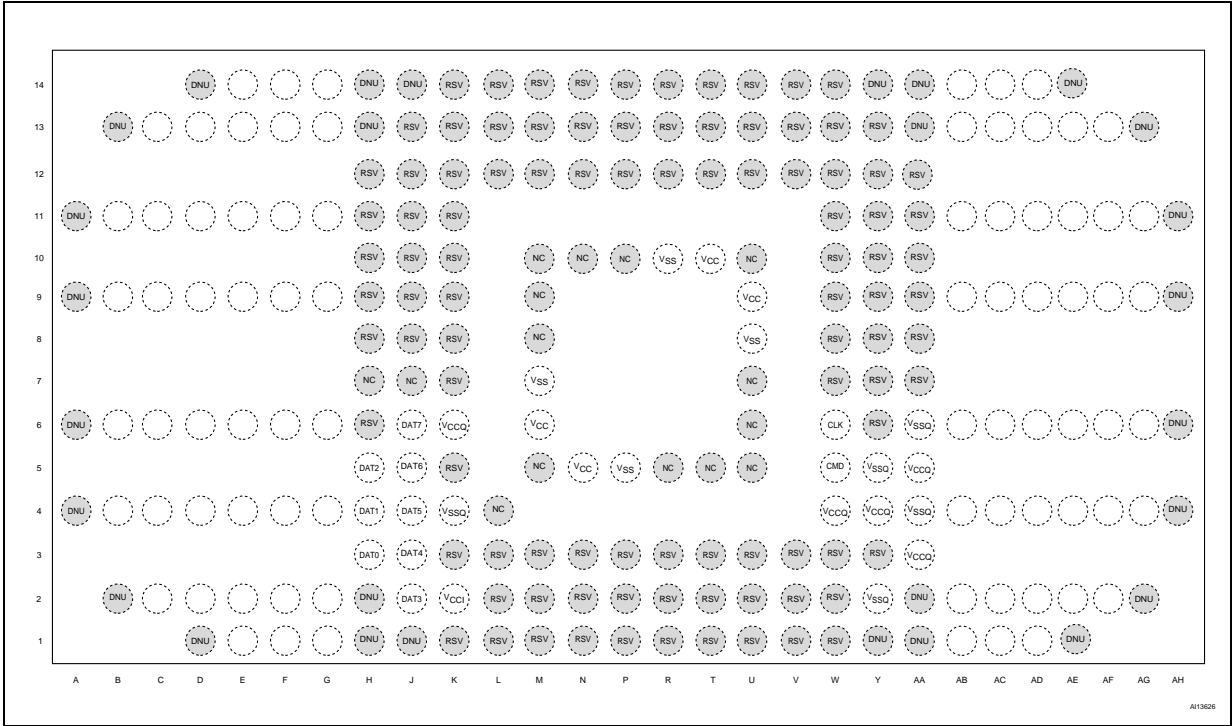 14 DNU DNU DNU RSV RSV RSV RSV RSV RSV RSV RSV RSV RSV DNU DNU DNU
13 DNU DNU RSV RSV RSV RSV RSV RSV RSV RSV RSV RSV RSV RSV DNU DNU
12 RSV RSV RSV RSV RSV RSV RSV RSV RSV RSV RSV RSV RSV RSV
11 DNU RSV RSV RSV RSV RSV RSV DNU
10 RSV RSV RSV NC NC NC VSS VCC NC RSV RSV RSV
9 DNU RSV RSV RSV NC VCC RSV RSV RSV DNU
8 RSV RSV RSV NC VSS RSV RSV RSV
7 NC NC RSV VSS NC RSV RSV RSV
6 DNU RSV DAT7 VCCQ VCC NC CLK RSV VSSQ DNU
5 DAT2 DAT6 RSV NC VCC VSS NC NC NC CMD VSSQ VCCQ
4 DNU DAT1 DAT5 VSSQ NC VCCQ VCCQ VSSQ DNU
3 DAT0 DAT4 RSV RSV RSV RSV RSV RSV RSV RSV RSV RSV RSV VCCQ
2 DNU DNU DAT3 VCCI RSV RSV RSV RSV RSV RSV RSV RSV RSV VSSQ DNU DNU
1 DNU DNU DNU RSV RSV RSV RSV RSV RSV RSV RSV RSV RSV DNU DNU DNU
A B C D E F G H J K L M N P R T U V W Y AA AB AC AD AE AF AG AH
AI13626